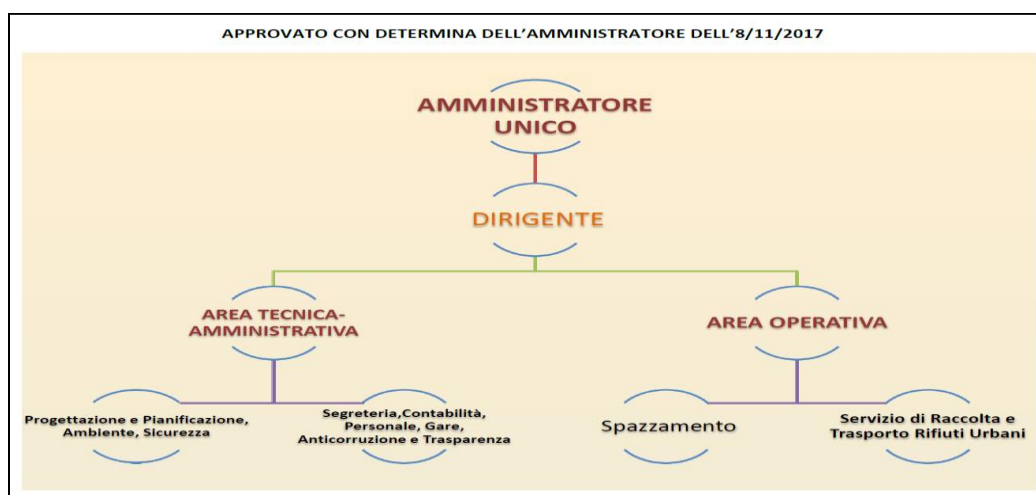 APPROVATO CON DETERMINA DELL'AMMINISTRATORE DELL'8/11/2017
AMMINISTRATORE
UNICO
DIRIGENTE
AREA TECNICA-
AMMINISTRATIVA
AREA OPERATIVA
Progettazione e Pianificazione,
Ambiente, Sicurezza
Segreteria,Contabilità,
Personale, Gare,
Anticorruzione e Trasparenza
Spazzamento
Servizio di Raccolta e
Trasporto Rifiuti Urbani